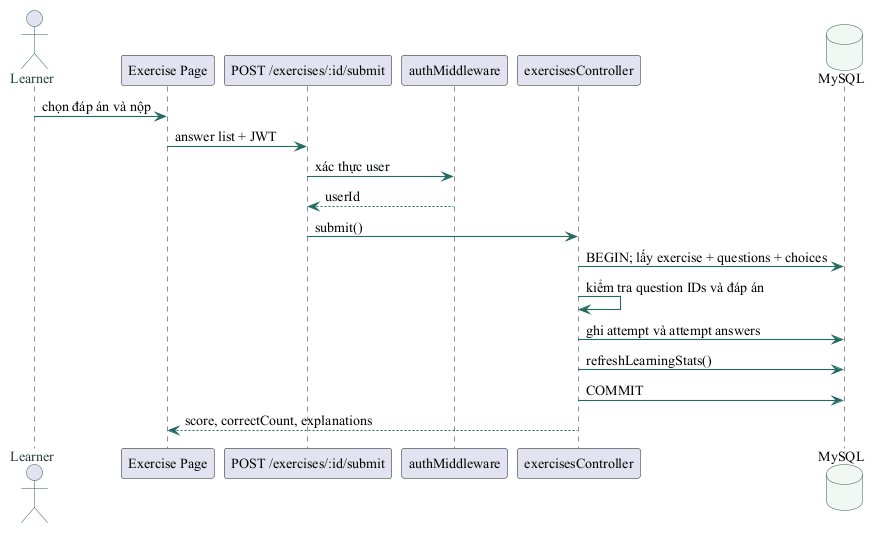 Learner
Exercise Page
POST /exercises/:id/submit
authMiddleware
exercisesController
MySQL
chọn đáp án và nộp
answer list + JWT
xác thực user
userId
submit()
BEGIN; lấy exercise + questions + choices
kiểm tra question IDs và đáp án
ghi attempt và attempt answers
refreshLearningStats()
COMMIT
score, correctCount, explanations
Learner
Exercise Page
POST /exercises/:id/submit
authMiddleware
exercisesController
MySQL